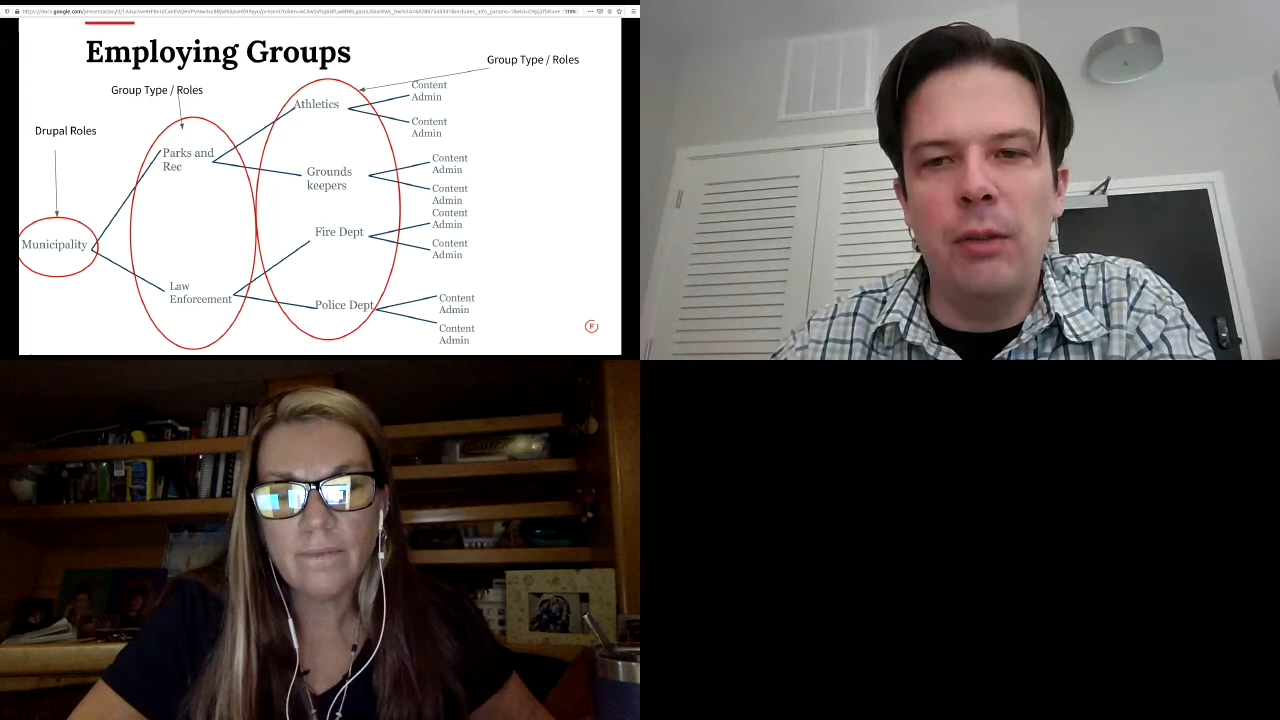 Employing Groups
Group Type / Roles
Group Type / Roles
Drupal Roles
Municipality
Parks and
Rec
Law
Enforcement
Athletics
Grounds
keepers
Fire Dept
Police Dept
Content
Admin
Content
Admin
Content
Admin
Content
Admin
Content
Admin
Content
Admin
Content
Admin
Content
Admin
F